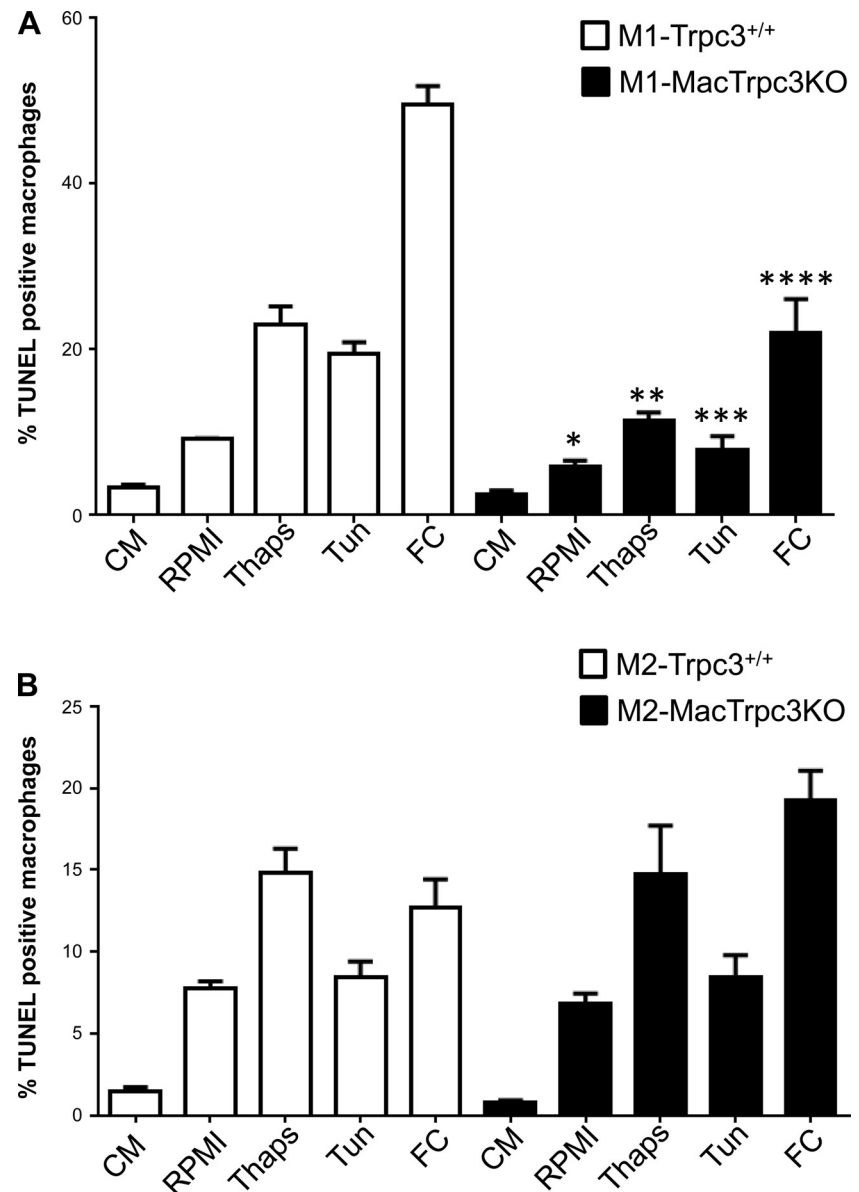 A
M1-Trpc3+/+
M1-MacTrpc3KO
% TUNEL positive macrophages
60
40
20
0
*
**
***
****
CM RPMI Thaps Tun FC CM RPMI Thaps Tun FC
B
M2-Trpc3+/+
M2-MacTrpc3KO
% TUNEL positive macrophages
25
20
15
10
5
0
CM RPMI Thaps Tun FC CM RPMI Thaps Tun FC